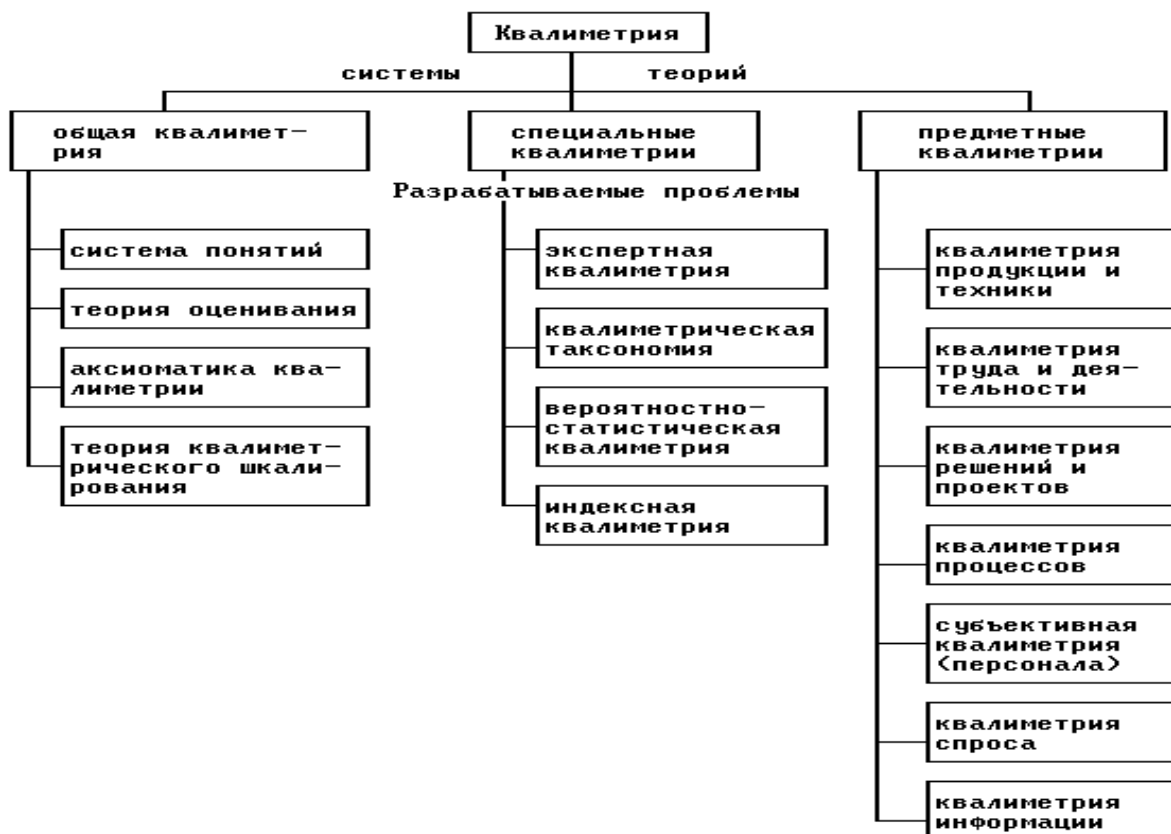 Квалиметрия
системы теорий
общая квалимет-
рия
специальные
квалиметрии
предметные
квалиметрии
Разрабатываемые проблемы
система понятий
теория оценивания
аксиоматика ква-
лиметрии
теория квалимет-
рического шкали-
рования
экспертная
квалиметрия
квалиметрическая
таксономия
вероятностно-
статистическая
квалиметрия
индексная
квалиметрия
квалиметрия
продукции и
техники
квалиметрия
труда и дея-
тельности
квалиметрия
решений и
проектов
квалиметрия
процессов
субъективная
квалиметрия
(персонала)
квалиметрия
спроса
квалиметрия
информации